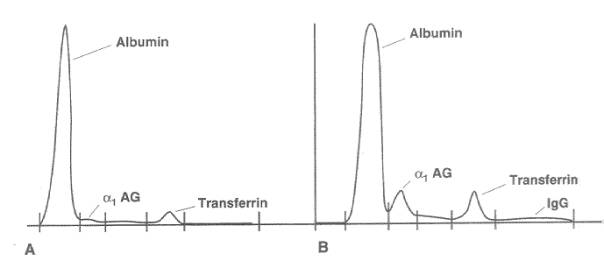 Albumin
α₁ AG
Transferrin
A
Albumin
α₁ AG
Transferrin
IgG
B